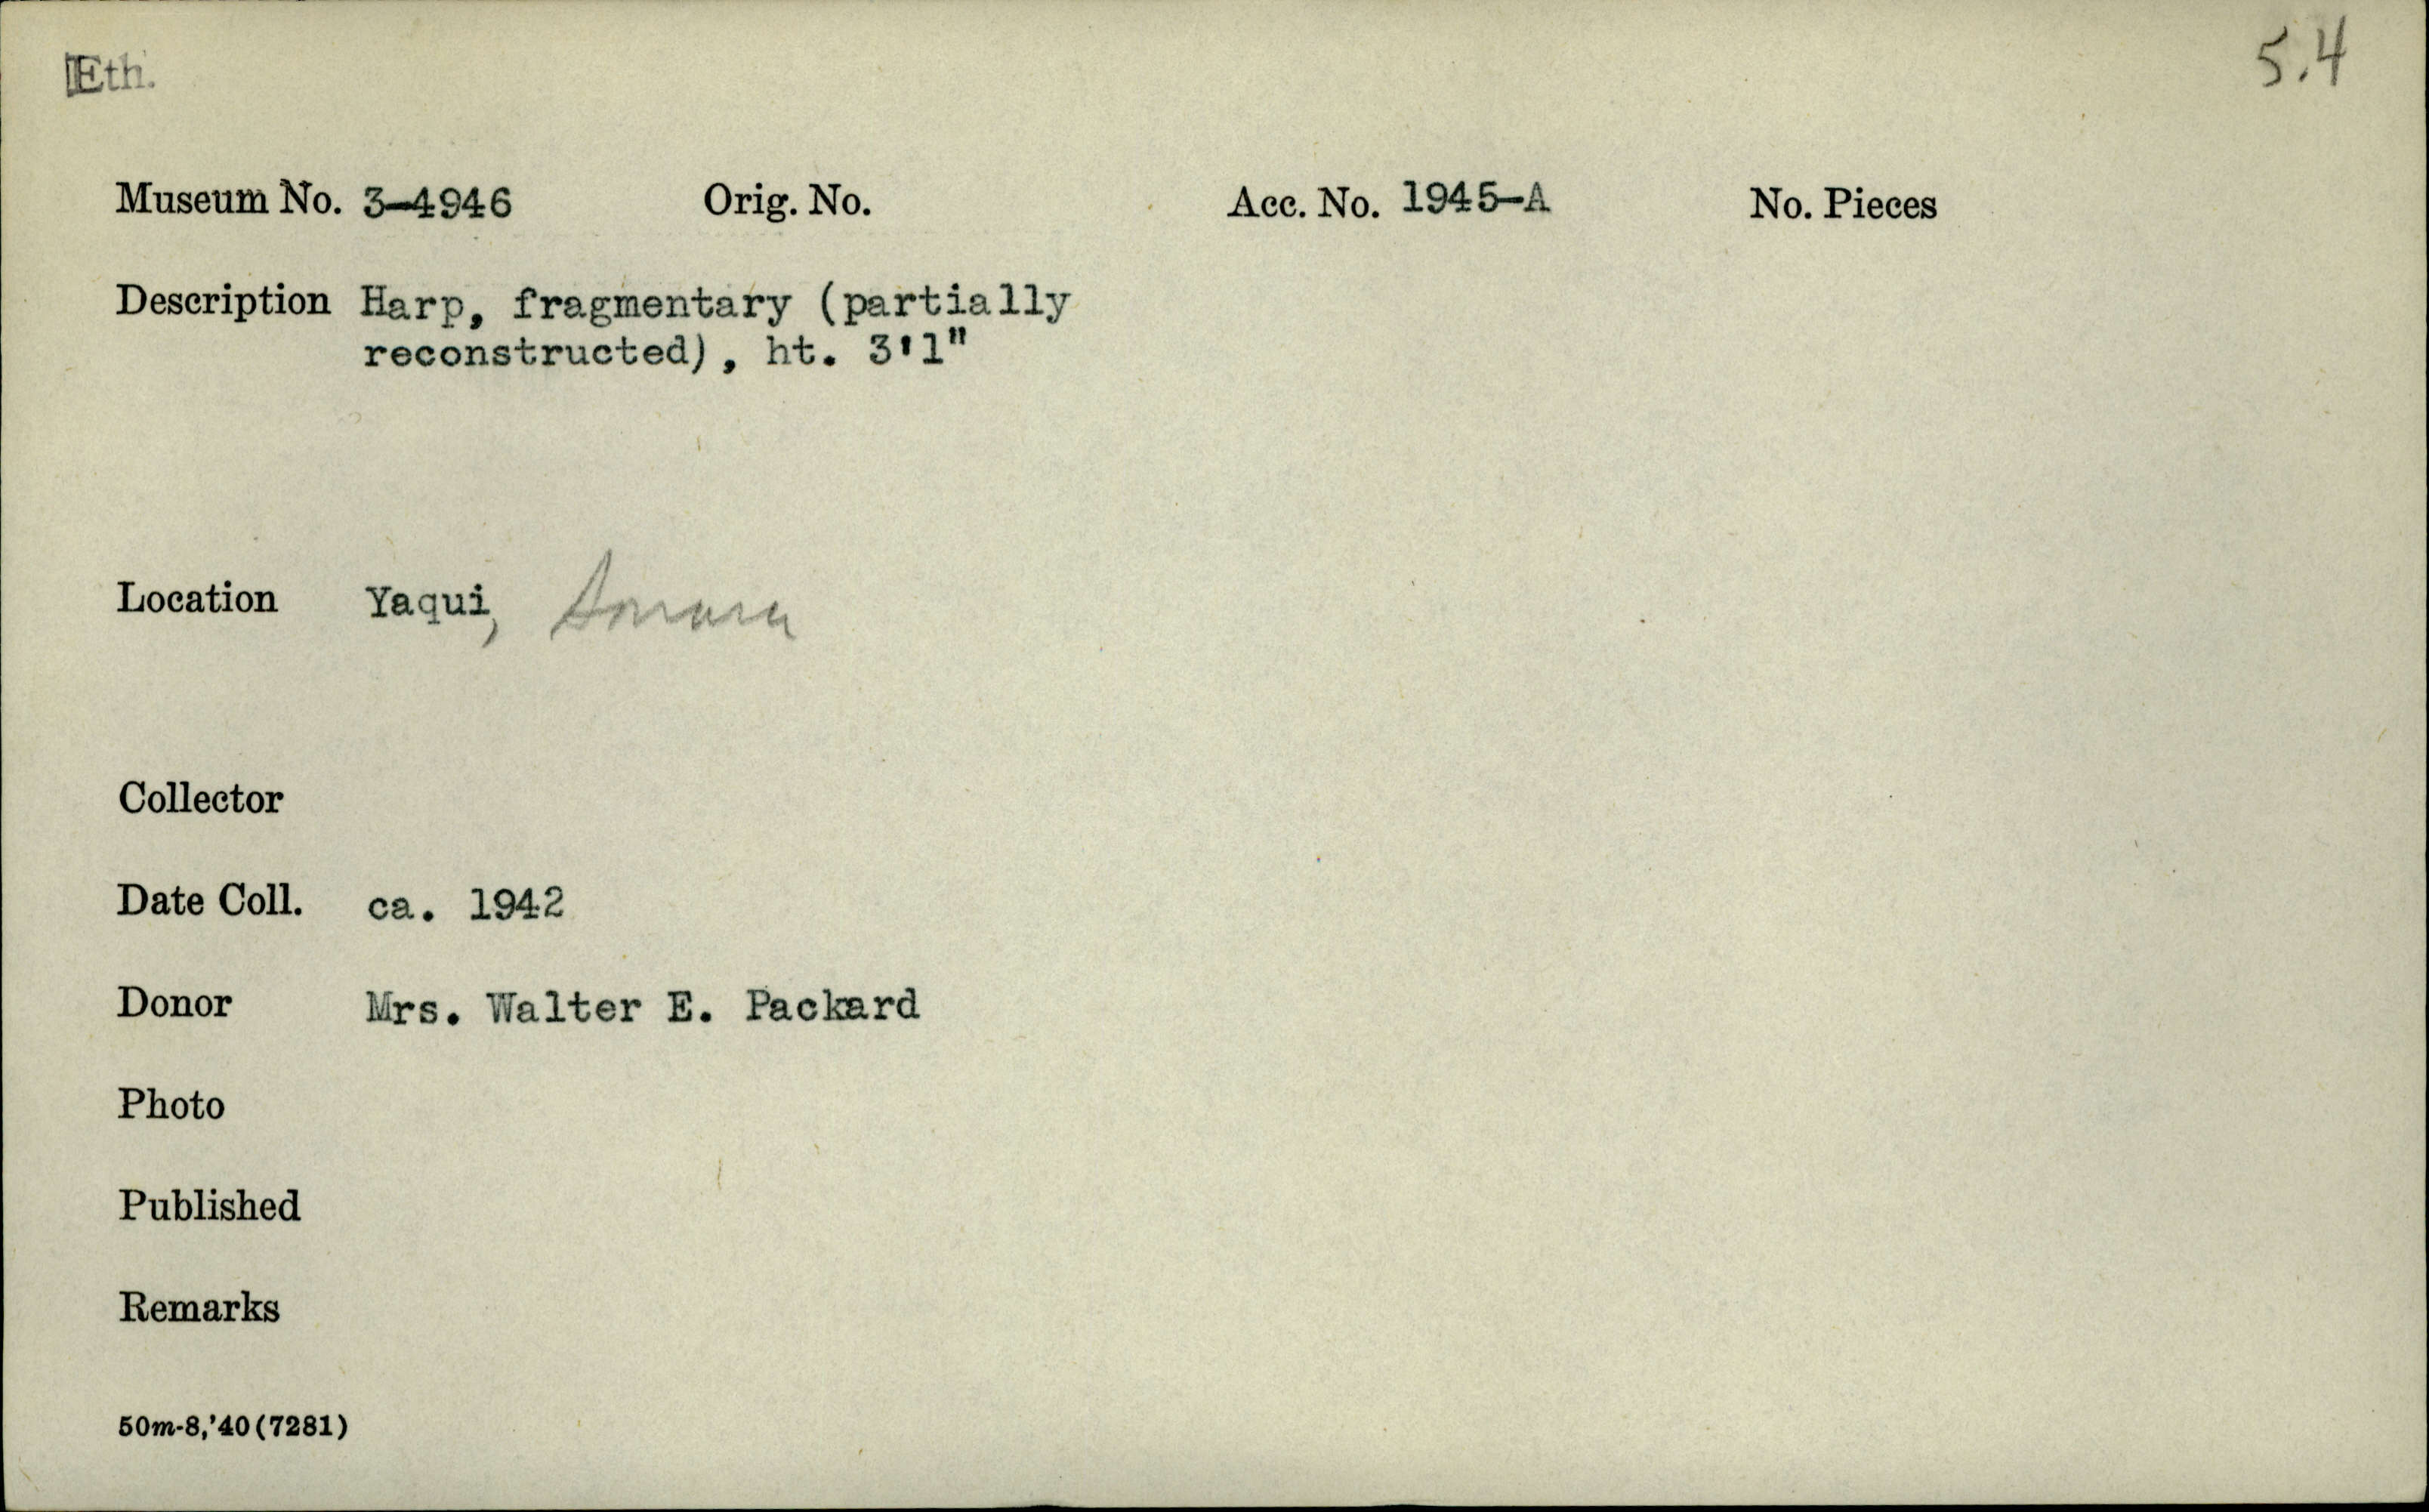 Eth.
5.4
Museum No. 3-4946 Orig. No. Acc. No. 1945-A No. Pieces
Description Harp, fragmentary (partially
reconstructed), ht. 3'1"
Location Yaqui, Sonora
Collector
Date Coll. ca. 1942
Donor Mrs. Walter E. Packard
Photo
Published
Remarks
50m-8,'40(7281)